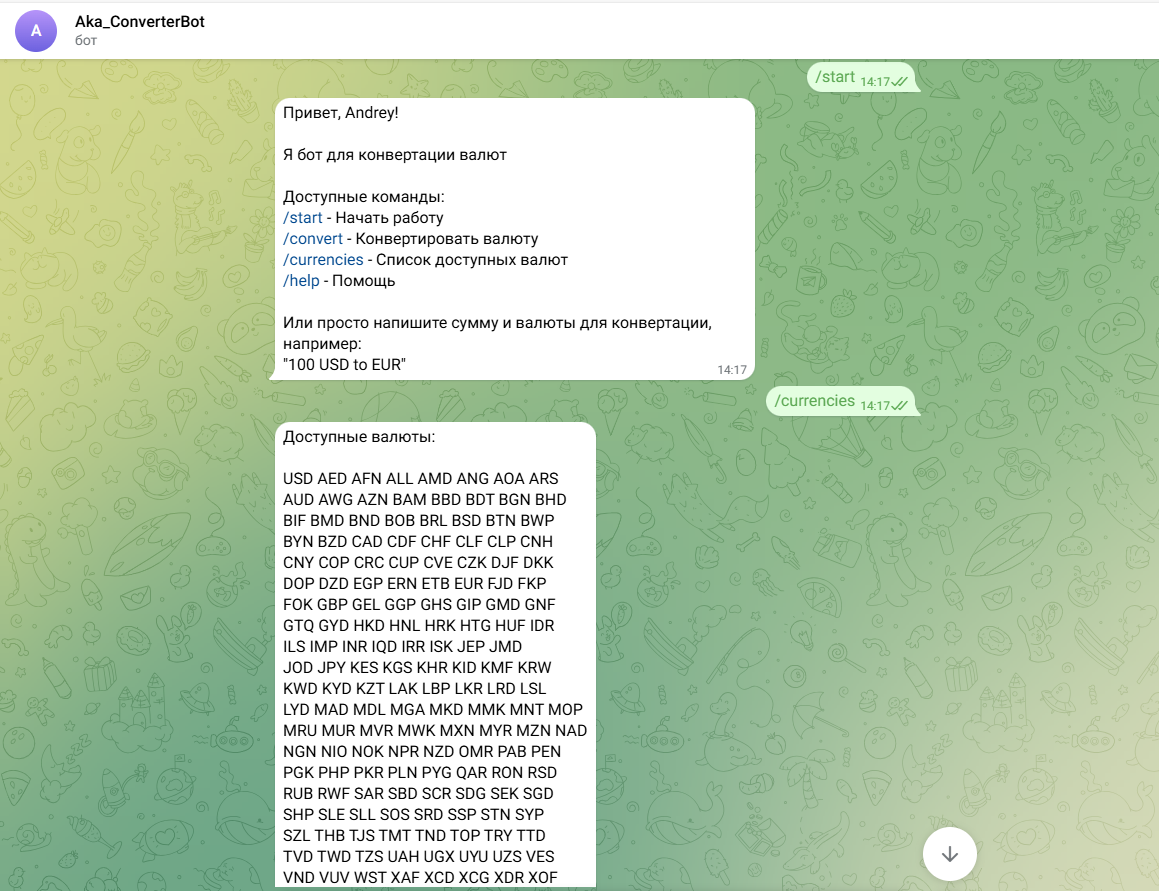 A
Aka_ConverterBot
бот
/start 14:17
Привет, Andrey!
Я бот для конвертации валют
Доступные команды:
/start - Начать работу
/convert - Конвертировать валюту
/currencies - Список доступных валют
/help - Помощь
Или просто напишите сумму и валюты для конвертации,
например:
"100 USD to EUR"
14:17
/currencies 14:17
Доступные валюты:
USD AED AFN ALL AMD ANG AOA ARS
AUD AWG AZN BAM BBD BDT BGN BHD
BIF BMD BND BOB BRL BSD BTN BWP
BYN BZD CAD CDF CHF CLF CLP CNH
CNY COP CRC CUP CVE CZK DJF DKK
DOP DZD EGP ERN ETB EUR FJD FKP
FOK GBP GEL GGP GHS GIP GMD GNF
GTQ GYD HKD HNL HRK HTG HUF IDR
ILS IMP INR IQD IRR ISK JEP JMD
JOD JPY KES KGS KHR KID KMF KRW
KWD KYD KZT LAK LBP LKR LRD LSL
LYD MAD MDL MGA MKD MMK MNT MOP
MRU MUR MVR MWK MXN MYR MZN NAD
NGN NIO NOK NPR NZD OMR PAB PEN
PGK PHP PKR PLN PYG QAR RON RSD
RUB RWF SAR SBD SCR SDG SEK SGD
SHP SLE SLL SOS SRD SSP STN SYP
SZL THB TJS TMT TND TOP TRY TTD
TVD TWD TZS UAH UGX UYU UZS VES
VND VUV WST XAF XCD XCG XDR XOF